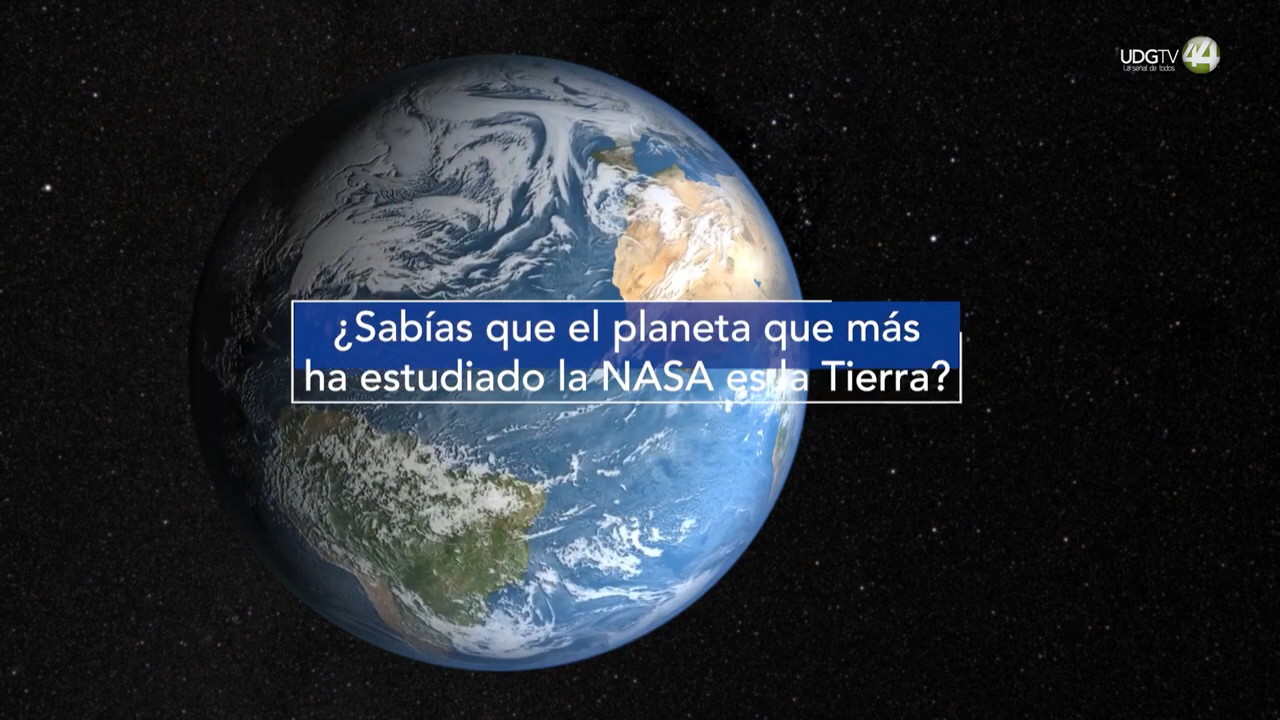 UDGTV 44
La señal de todos
¿Sabías que el planeta que más
ha estudiado la NASA es la Tierra?